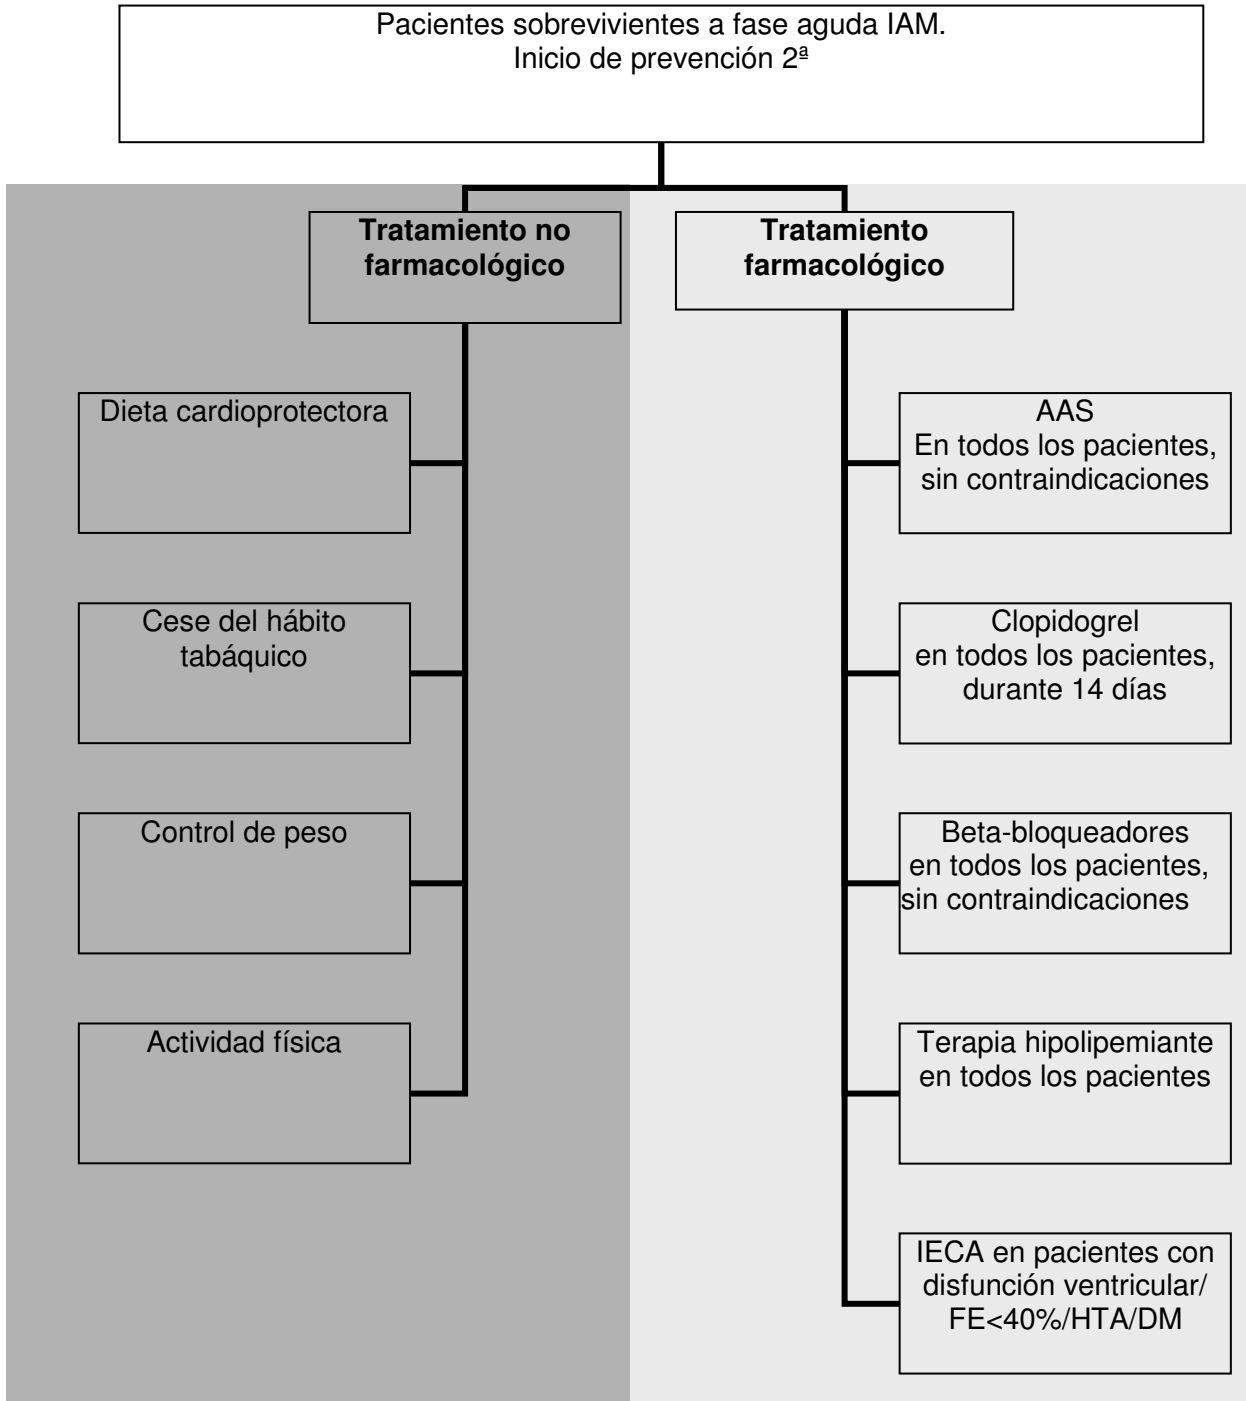 Pacientes sobrevivientes a fase aguda IAM.
Inicio de prevención 2ª
Tratamiento no
farmacológico
Tratamiento
farmacológico
Dieta cardioprotectora
Cese del hábito
tabáquico
Control de peso
Actividad física
AAS
En todos los pacientes,
sin contraindicaciones
Clopidogrel
en todos los pacientes,
durante 14 días
Beta-bloqueadores
en todos los pacientes,
sin contraindicaciones
Terapia hipolipemiante
en todos los pacientes
IECA en pacientes con
disfunción ventricular/
FE<40%/HTA/DM